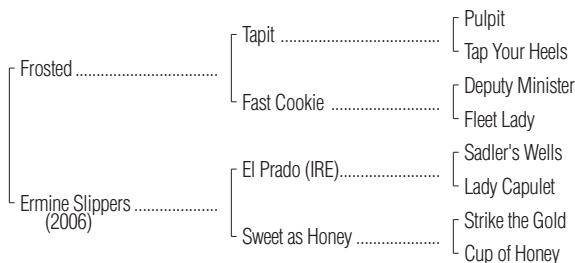 Pulpit
Tapit
Tap Your Heels
Frosted
Deputy Minister
Fast Cookie
Fleet Lady
Sadler's Wells
El Prado (IRE)
Lady Capulet
Ermine Slippers
(2006)
Strike the Gold
Sweet as Honey
Cup of Honey